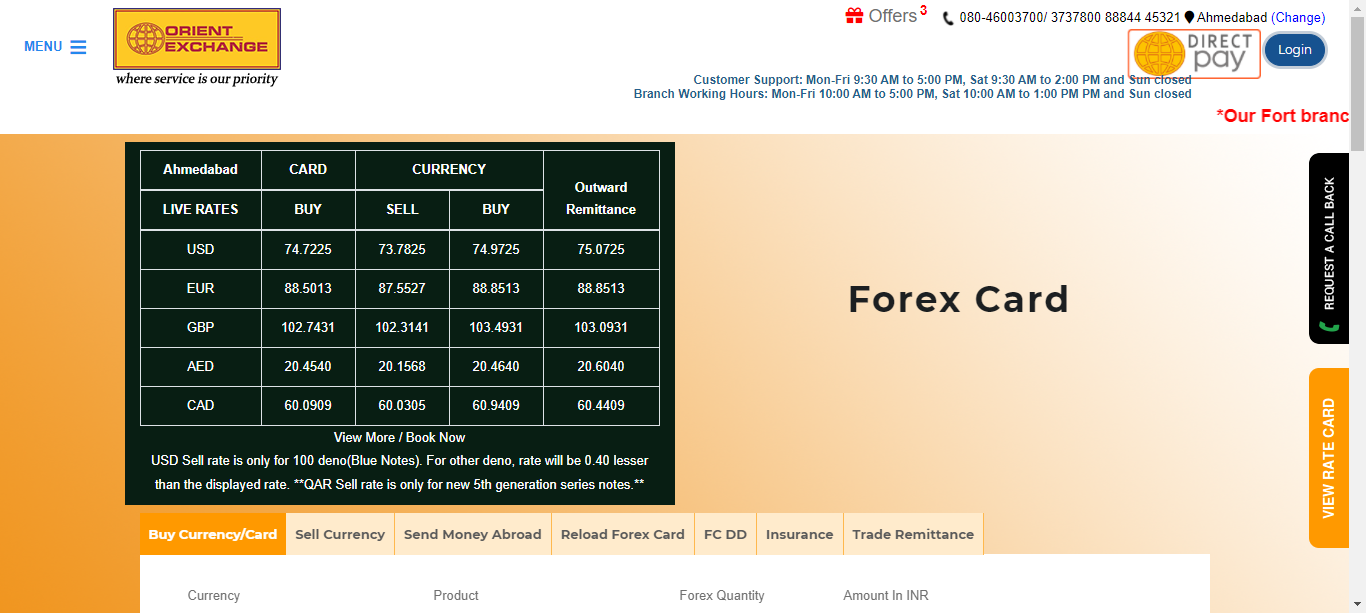 MENU
ORIENT
EXCHANGE
where service is our priority
Offers 3
080-46003700/ 3737800 88844 45321 Ahmedabad (Change)
DIRECT
pay
Login
Customer Support: Mon-Fri 9:30 AM to 5:00 PM, Sat 9:30 AM to 2:00 PM and Sun closed
Branch Working Hours: Mon-Fri 10:00 AM to 5:00 PM, Sat 10:00 AM to 1:00 PM PM and Sun closed
*Our Fort branc
Ahmedabad CARD CURRENCY Outward Remittance
LIVE RATES BUY SELL BUY
USD 74.7225 73.7825 74.9725 75.0725
EUR 88.5013 87.5527 88.8513 88.8513
GBP 102.7431 102.3141 103.4931 103.0931
AED 20.4540 20.1568 20.4640 20.6040
CAD 60.0909 60.0305 60.9409 60.4409
View More / Book Now
USD Sell rate is only for 100 deno(Blue Notes). For other deno, rate will be 0.40 lesser
than the displayed rate. **QAR Sell rate is only for new 5th generation series notes.**
Forex Card
REQUEST A CALL BACK
VIEW RATE CARD
Buy Currency/Card Sell Currency Send Money Abroad Reload Forex Card FC DD Insurance Trade Remittance
Currency Product Forex Quantity Amount In INR